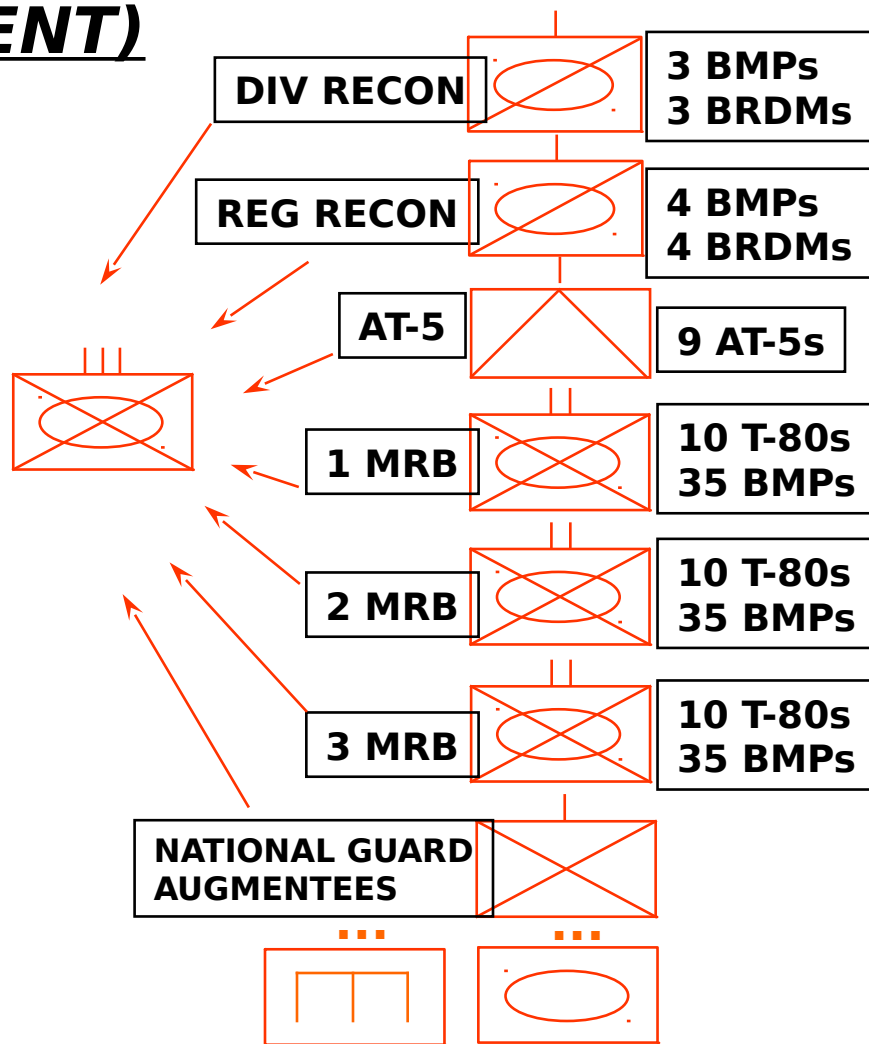 ENT)
DIV RECON
3 BMPs
3 BRDMs
REG RECON
4 BMPs
4 BRDMs
AT-5
9 AT-5s
1 MRB
10 T-80s
35 BMPs
2 MRB
10 T-80s
35 BMPs
3 MRB
10 T-80s
35 BMPs
NATIONAL GUARD
AUGMENTEES